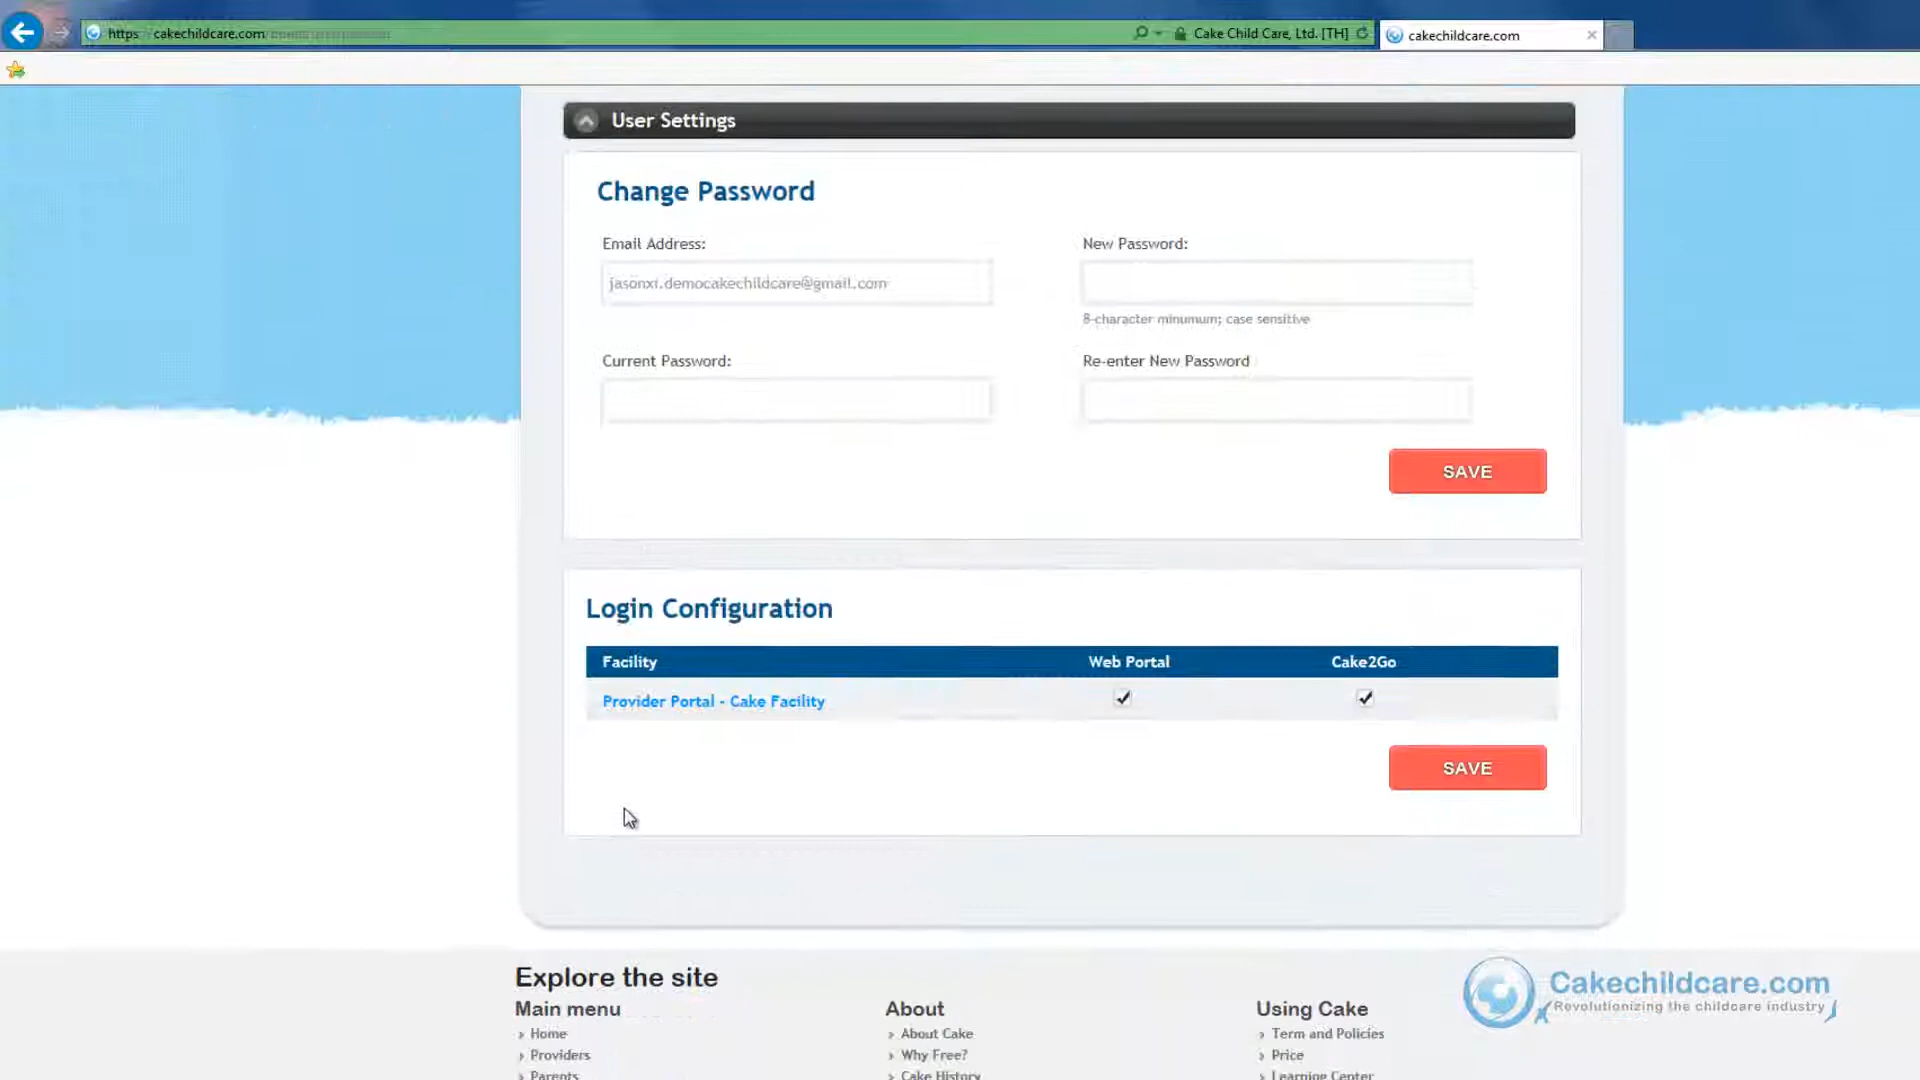 https://cakechildcare.com
Cake Child Care, Ltd. [TH]
cakechildcare.com
User Settings
Change Password
Email Address:
New Password:
jasonxi.democakechildcare@gmail.com
8-character minumum; case sensitive
Current Password:
Re-enter New Password
SAVE
Login Configuration
Facility Web Portal Cake2Go
Provider Portal - Cake Facility
SAVE
Explore the site
Main menu
Home
Providers
Parents
About
About Cake
Why Free?
Cake History
Using Cake
Term and Policies
Price
Learning Center
Cakechildcare.com
Revolutionizing the childcare industry